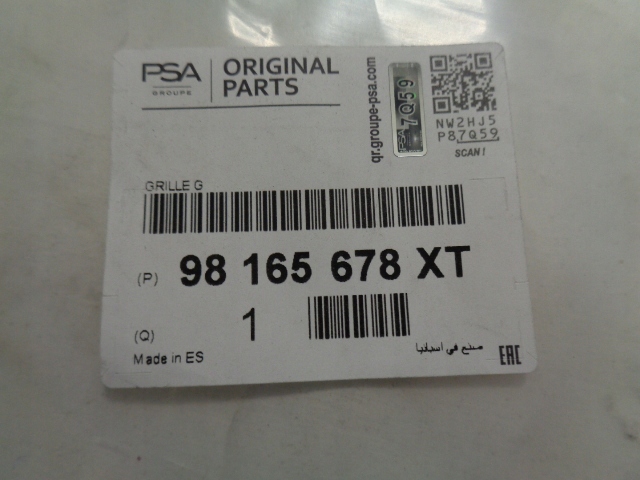 PSA
GROUPE
ORIGINAL
PARTS
qr.groupe-psa.com
PSA 7Q59
NW2HJ5
P87Q59
SCAN!
GRILLE G
(P) 98 165 678 XT
(Q) 1
Made in ES
صنع في اسبانيا
EAC